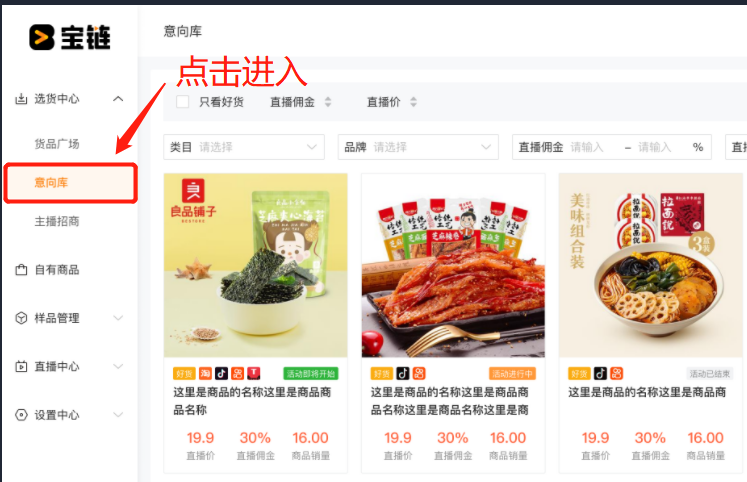 宝链
意向库
点击进入
选货中心
只看好货 直播佣金 直播价
货品广场
类目 请选择 品牌 请选择 直播佣金 请输入 – 请输入 %
意向库
主播招商
自有商品
样品管理
直播中心
设置中心
良品铺子
美味组合装
拉面说
3盒装
好货 淘 活动即将开始
这里是商品的名称这里是商品商品名称
19.9 30% 16.00
直播价 直播佣金 商品销量
好货 活动进行中
这里是商品的名称这里是商品商
品名称这里是商品名称这里是商
19.9 30% 16.00
直播价 直播佣金 商品销量
好货 活动已结束
这里是商品的名称这里是商品商
19.9 30% 16.00
直播价 直播佣金 商品销量